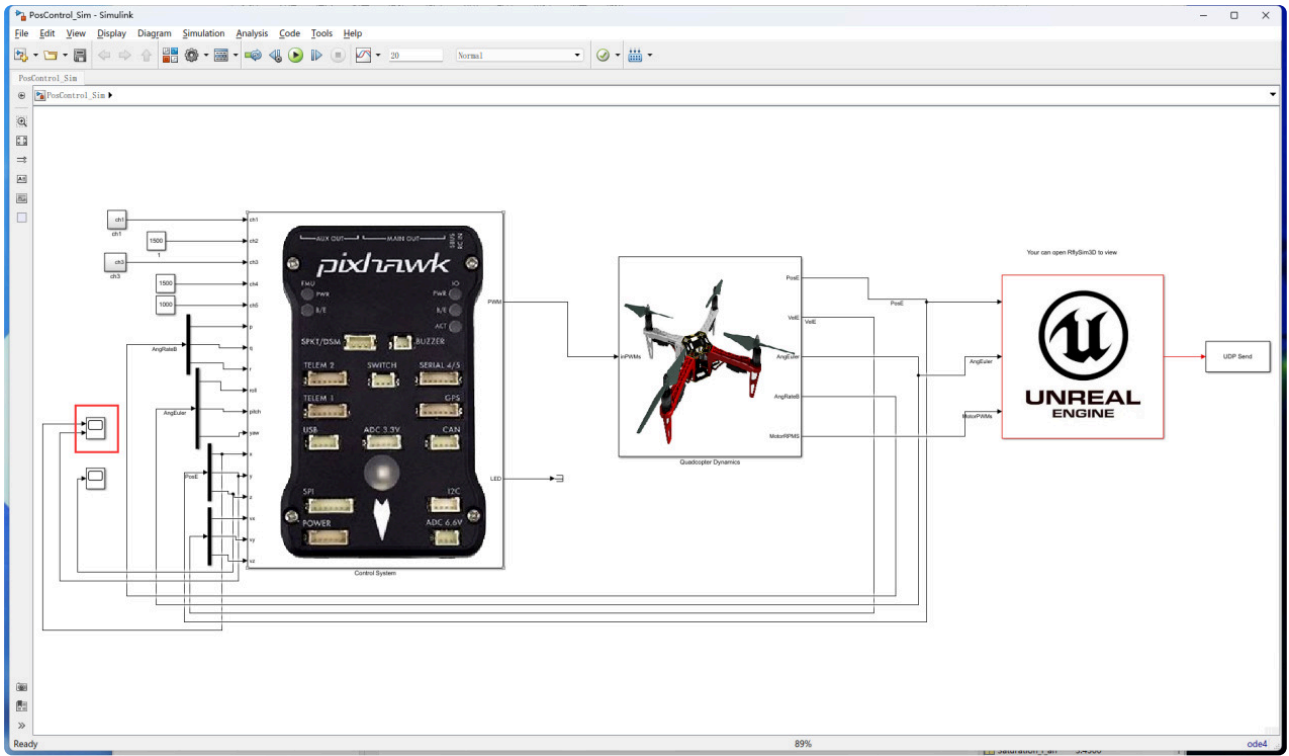 PosControl_Sim - Simulink
File Edit View Display Diagram Simulation Analysis Code Tools Help
20 Normal
PosControl_Sim
PosControl_Sim
Your can open RflySim3D to view
ch1
ch1
ch1
1500
ch2
1
ch3
ch3
ch3
1500
ch4
1000
ch5
p
q
r
AngRateB
roll
pitch
yaw
AngEuler
x
y
z
PosE
vx
vy
vz
AUX OUT
MAIN OUT
SBUS
RC IN
pixhawk
FMU
IO
PWR
PWR
B/E
B/E
ACT
SPKT/DSM
BUZZER
TELEM 2
SWITCH
SERIAL 4/5
TELEM 1
GPS
USB
ADC 3.3V
CAN
SPI
I2C
POWER
ADC 6.6V
PWM
LED
Control System
inPWMs
PosE
VelE
AngEuler
AngRateB
MotorRPMS
Quadcopter Dynamics
PosE
VelE
AngEuler
MotorPWMs
UNREAL
ENGINE
UDP Send
Ready
89%
ode4